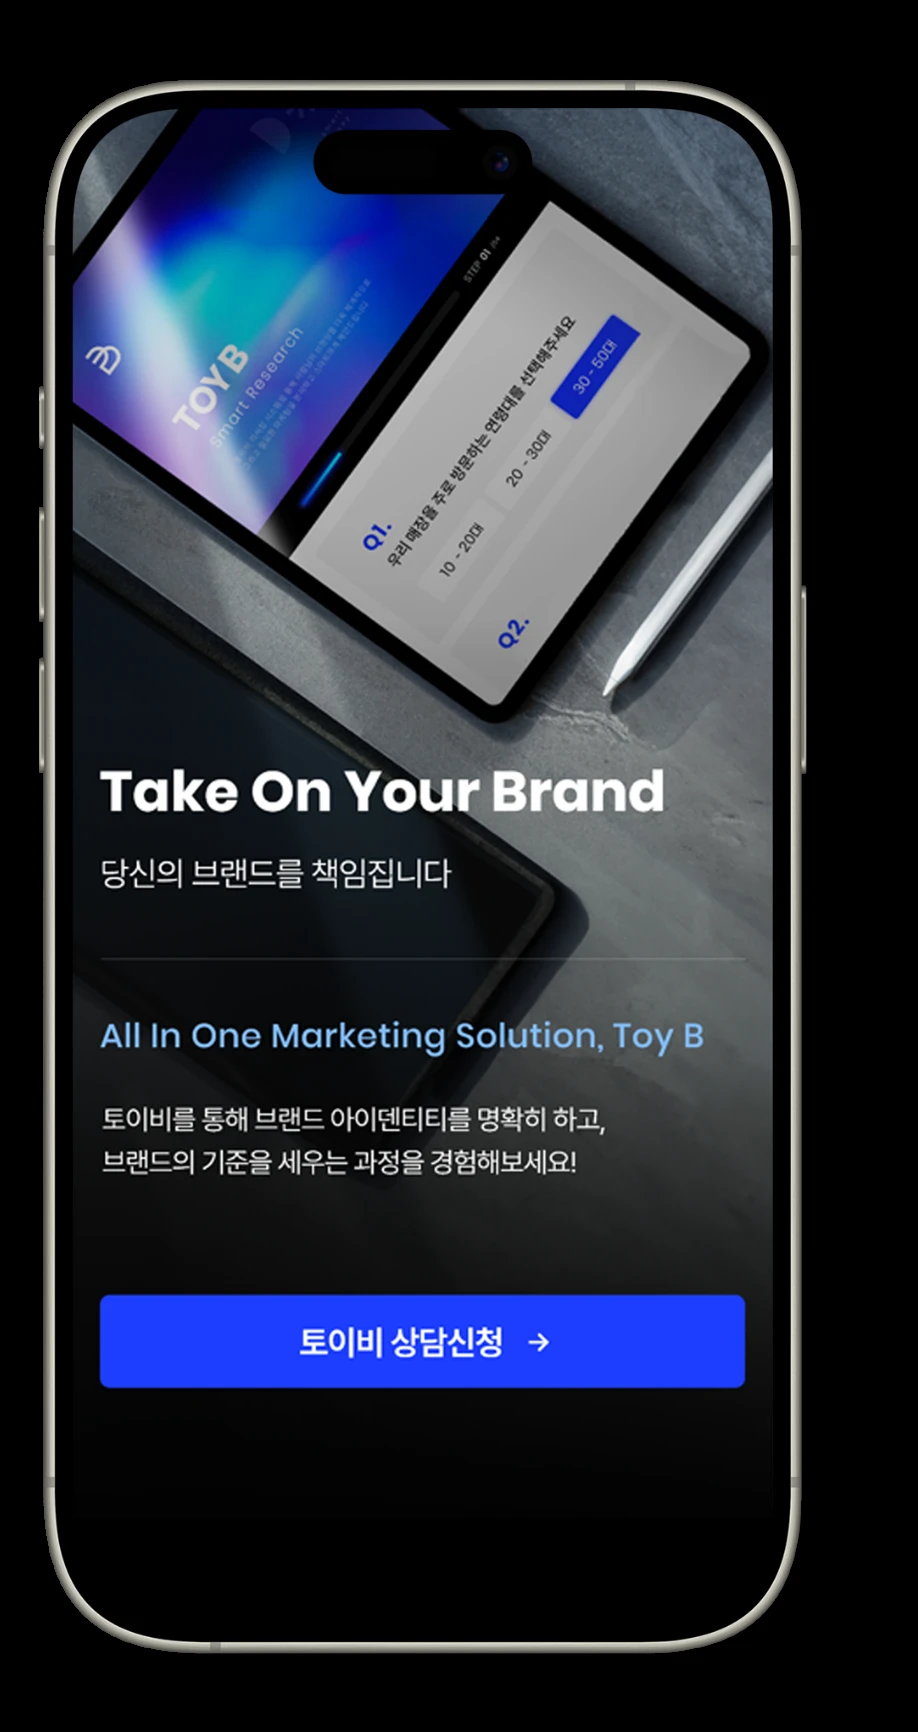 TOYB
Smart Research
STEP 01
Q1.
우리 매장을 주로 방문하는 연령대를 선택해주세요
10 - 20대
20 - 30대
30 - 50대
Q2.
Take On Your Brand
당신의 브랜드를 책임집니다
All In One Marketing Solution, Toy B
토이비를 통해 브랜드 아이덴티티를 명확히 하고,
브랜드의 기준을 세우는 과정을 경험해보세요!
토이비 상담신청 →